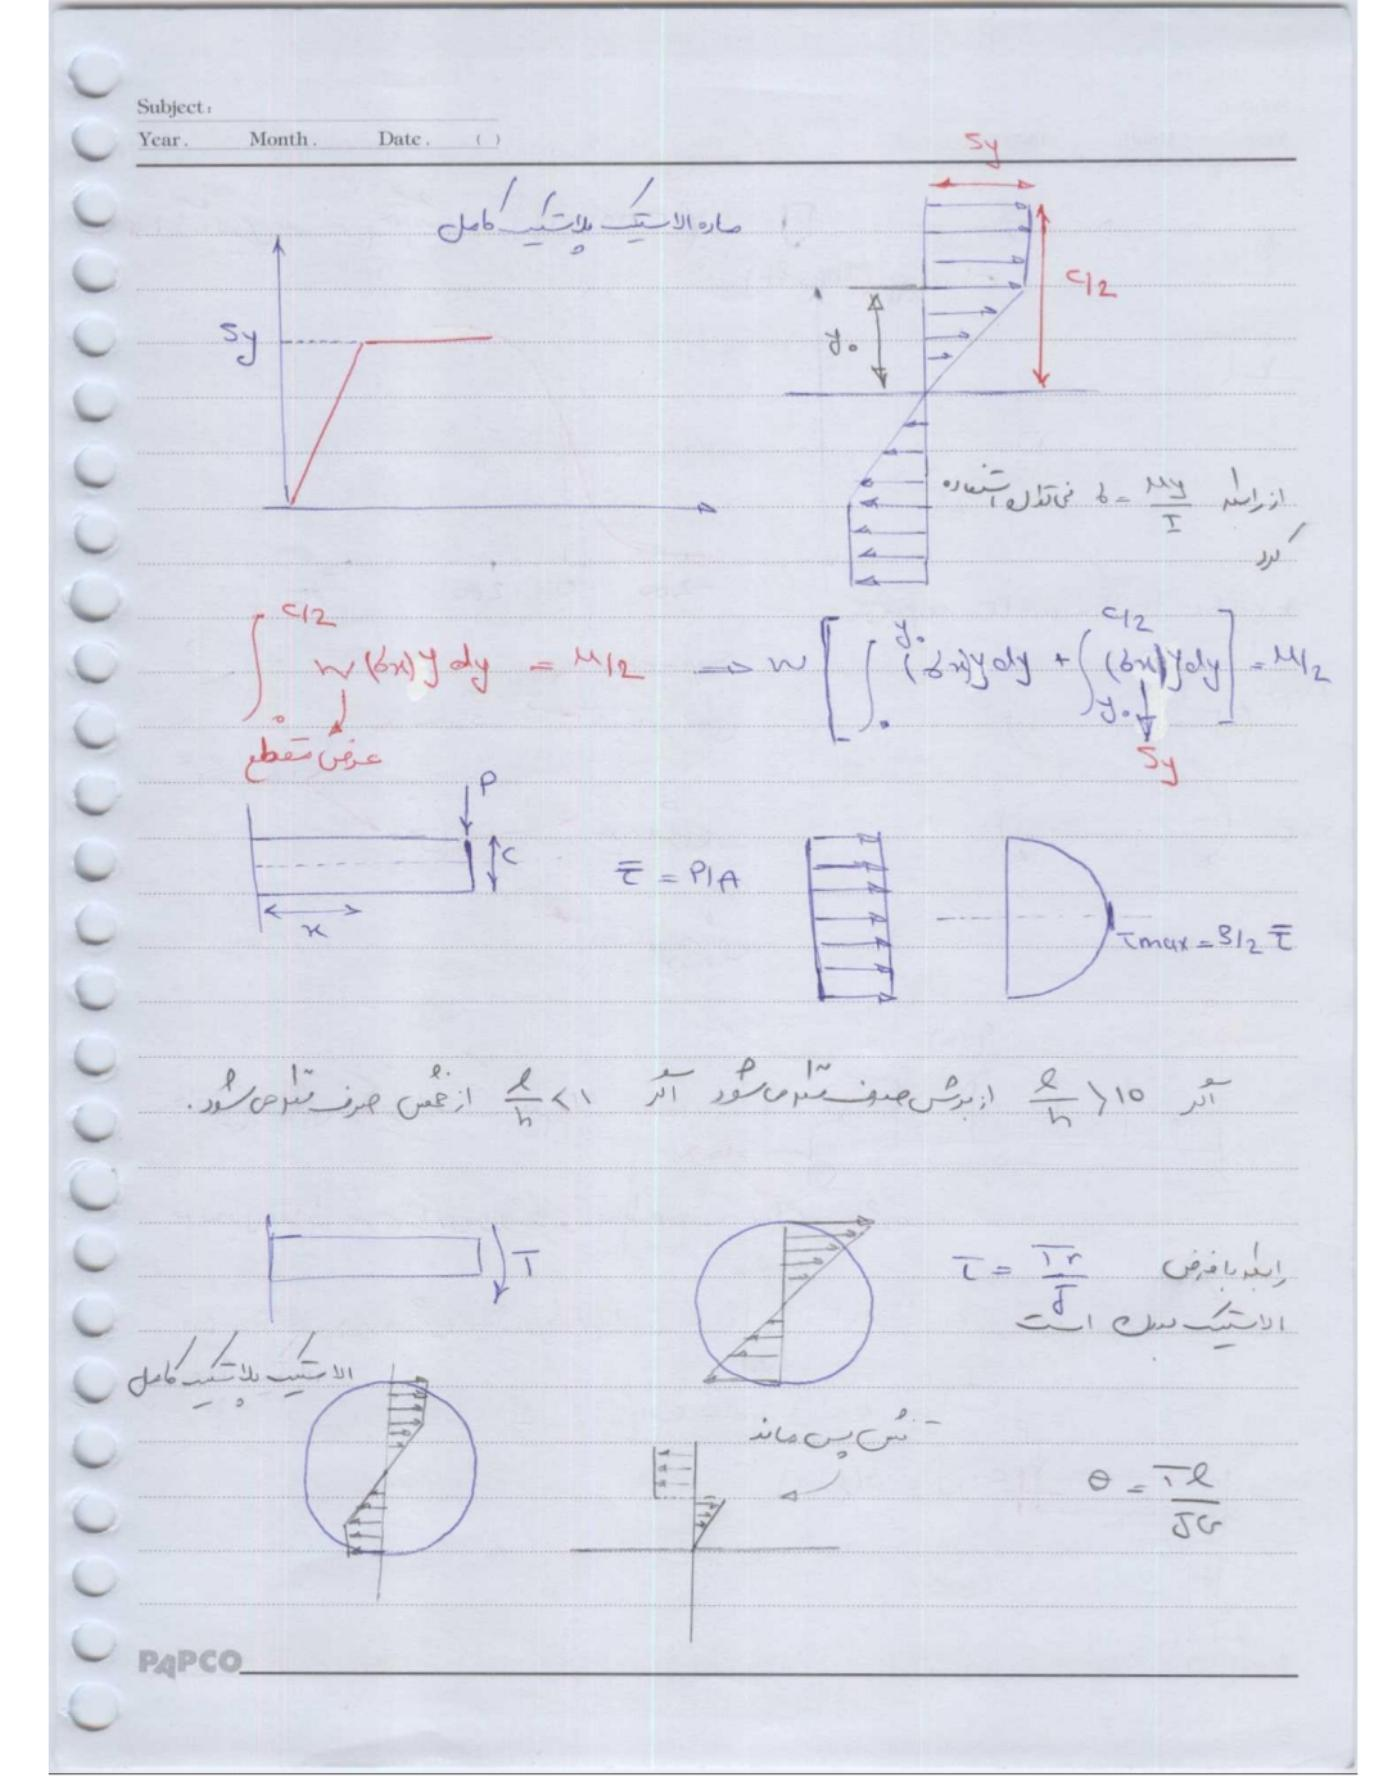 Subject:
Year. Month. Date. ( )
Sy
ماده الاستیک پلاستیک کامل
Sy
C/2
y₀
از رابطه σ = My/I نمی‌توان استفاده
کرد
∫₀^{C/2} w (σx) y dy = M/2 ⇒ w [ ∫₀^{y₀} (σx) y dy + ∫_{y₀}^{C/2} (σx) y dy ] = M/2
عرض مقطع
Sy
P
C
x
τ̄ = P/A
τmax = 3/2 τ̄
اگر l/h > 10 از برش صرف نظر می‌شود اگر l/h < 1 از خمش صرف نظر می‌شود.
T
τ = Tr/J رابطه با فرض
الاستیک بودن است
الاستیک پلاستیک کامل
تنش پس ماند
θ = Tl/JG
PAPCO